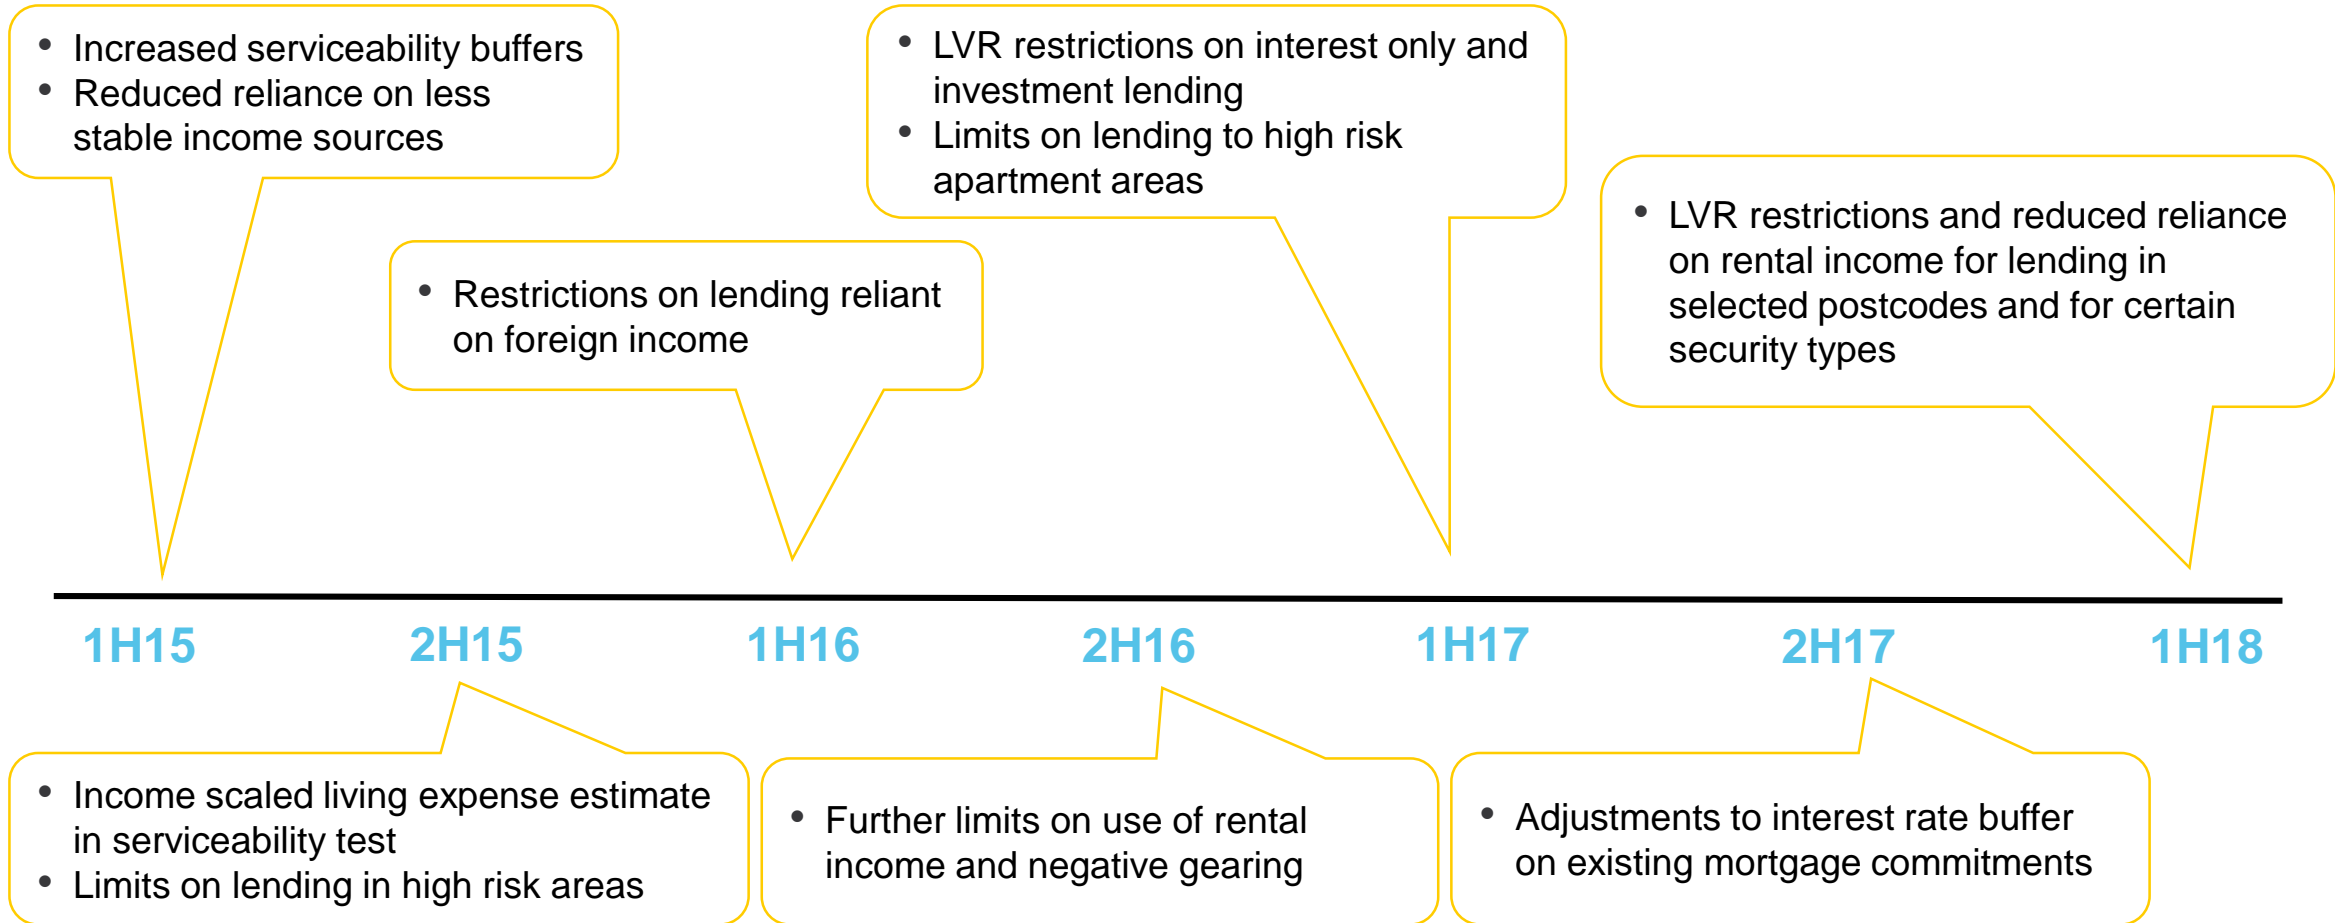 • Increased serviceability buffers
• Reduced reliance on less
stable income sources
• LVR restrictions on interest only and
investment lending
• Limits on lending to high risk
apartment areas
• LVR restrictions and reduced reliance
on rental income for lending in
selected postcodes and for certain
security types
• Restrictions on lending reliant
on foreign income
1H15
2H15
1H16
2H16
1H17
2H17
1H18
• Income scaled living expense estimate
in serviceability test
• Limits on lending in high risk areas
• Further limits on use of rental
income and negative gearing
• Adjustments to interest rate buffer
on existing mortgage commitments